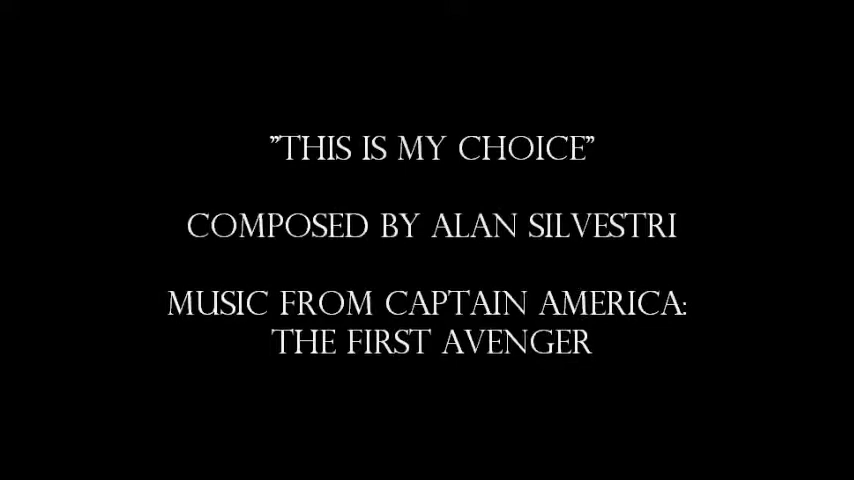 "THIS IS MY CHOICE"
COMPOSED BY ALAN SILVESTRI
MUSIC FROM CAPTAIN AMERICA:
THE FIRST AVENGER